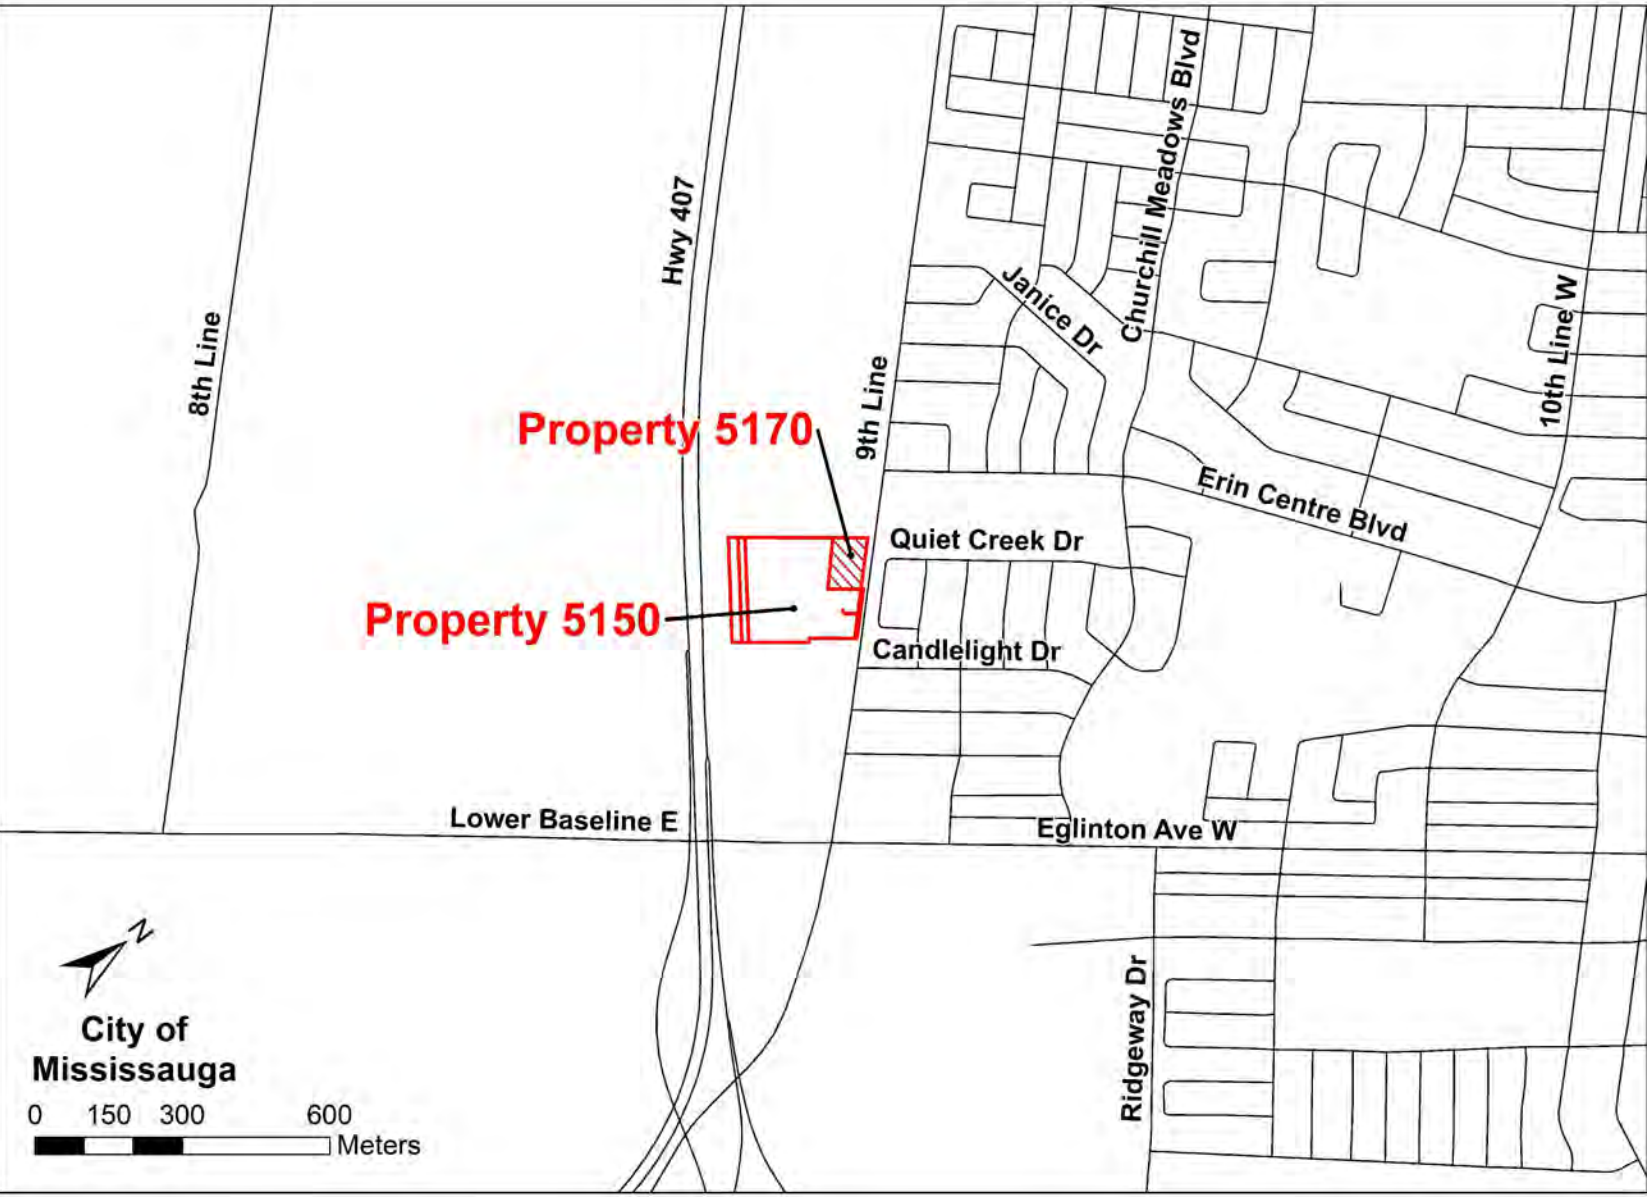 Churchill Meadows Blvd
Hwy 407
Janice Dr
10th Line W
8th Line
9th Line
Property 5170
Erin Centre Blvd
Quiet Creek Dr
Property 5150
Candlelight Dr
Lower Baseline E
Eglinton Ave W
N
Ridgeway Dr
City of
Mississauga
0 150 300 600
Meters